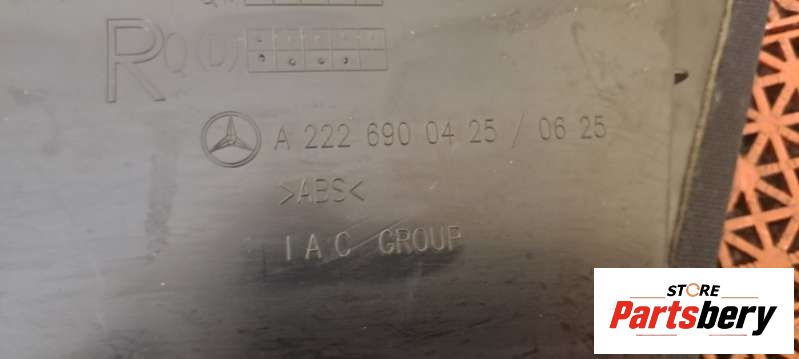 R Q(D)
A 222 690 04 25 / 06 25
>ABS<
IAC GROUP
STORE
Partsbery